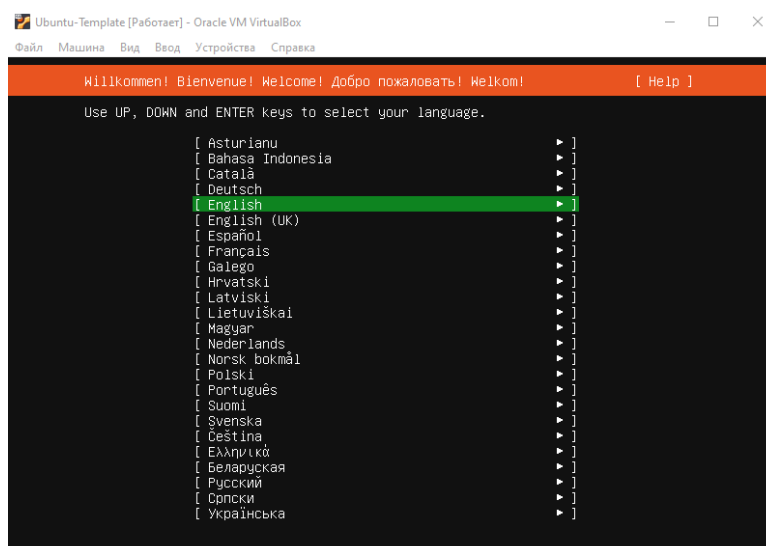 Ubuntu-Template [Работает] - Oracle VM VirtualBox
Файл Машина Вид Ввод Устройства Справка
Willkommen! Bienvenue! Welcome! Добро пожаловать! Welkom! [ Help ]
Use UP, DOWN and ENTER keys to select your language.
[ Asturianu ► ]
[ Bahasa Indonesia ► ]
[ Català ► ]
[ Deutsch ► ]
[ English ► ]
[ English (UK) ► ]
[ Español ► ]
[ Français ► ]
[ Galego ► ]
[ Hrvatski ► ]
[ Latviski ► ]
[ Lietuviškai ► ]
[ Magyar ► ]
[ Nederlands ► ]
[ Norsk bokmål ► ]
[ Polski ► ]
[ Português ► ]
[ Suomi ► ]
[ Svenska ► ]
[ Čeština ► ]
[ Ελληνικά ► ]
[ Беларуская ► ]
[ Русский ► ]
[ Српски ► ]
[ Українська ► ]